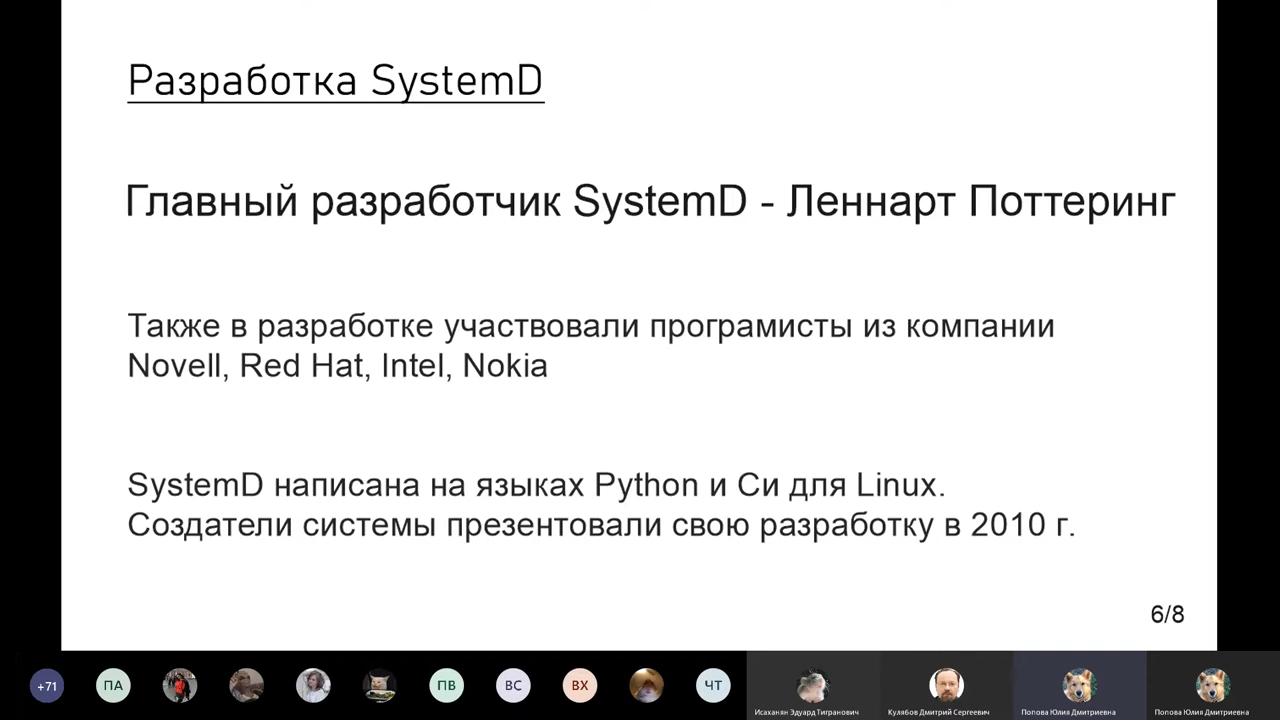 Разработка SystemD
Главный разработчик SystemD - Леннарт Поттеринг
Также в разработке участвовали програмисты из компании
Novell, Red Hat, Intel, Nokia
SystemD написана на языках Python и Си для Linux.
Создатели системы презентовали свою разработку в 2010 г.
6/8
+71
ПА
ПВ
ВС
ВХ
ЧТ
Исаханян Эдуард Тигранович
Кулябов Дмитрий Сергеевич
Попова Юлия Дмитриевна
Попова Юлия Дмитриевна